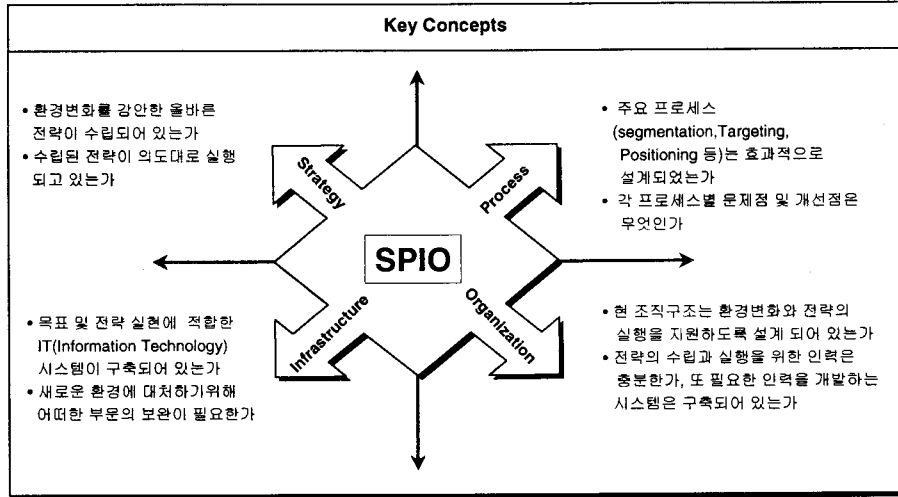 Key Concepts
• 환경변화를 감안한 올바른
전략이 수립되어 있는가
• 수립된 전략이 의도대로 실행
되고 있는가
Strategy
• 주요 프로세스
(segmentation,Targeting,
Positioning 등)는 효과적으로
설계되었는가
• 각 프로세스별 문제점 및 개선점은
무엇인가
Process
SPIO
• 목표 및 전략 실현에 적합한
IT(Information Technology)
시스템이 구축되어 있는가
• 새로운 환경에 대처하기위해
어떠한 부문의 보완이 필요한가
Infrastructure
Organization
• 현 조직구조는 환경변화와 전략의
실행을 지원하도록 설계 되어 있는가
• 전략의 수립과 실행을 위한 인력은
충분한가, 또 필요한 인력을 개발하는
시스템은 구축되어 있는가